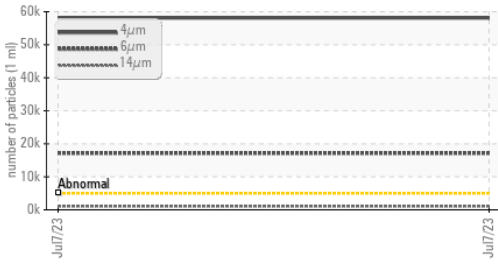 number of particles (1 ml)
60k
50k
40k
30k
20k
10k
0k
4µm
6µm
14µm
Abnormal
Jul7/23
Jul7/23